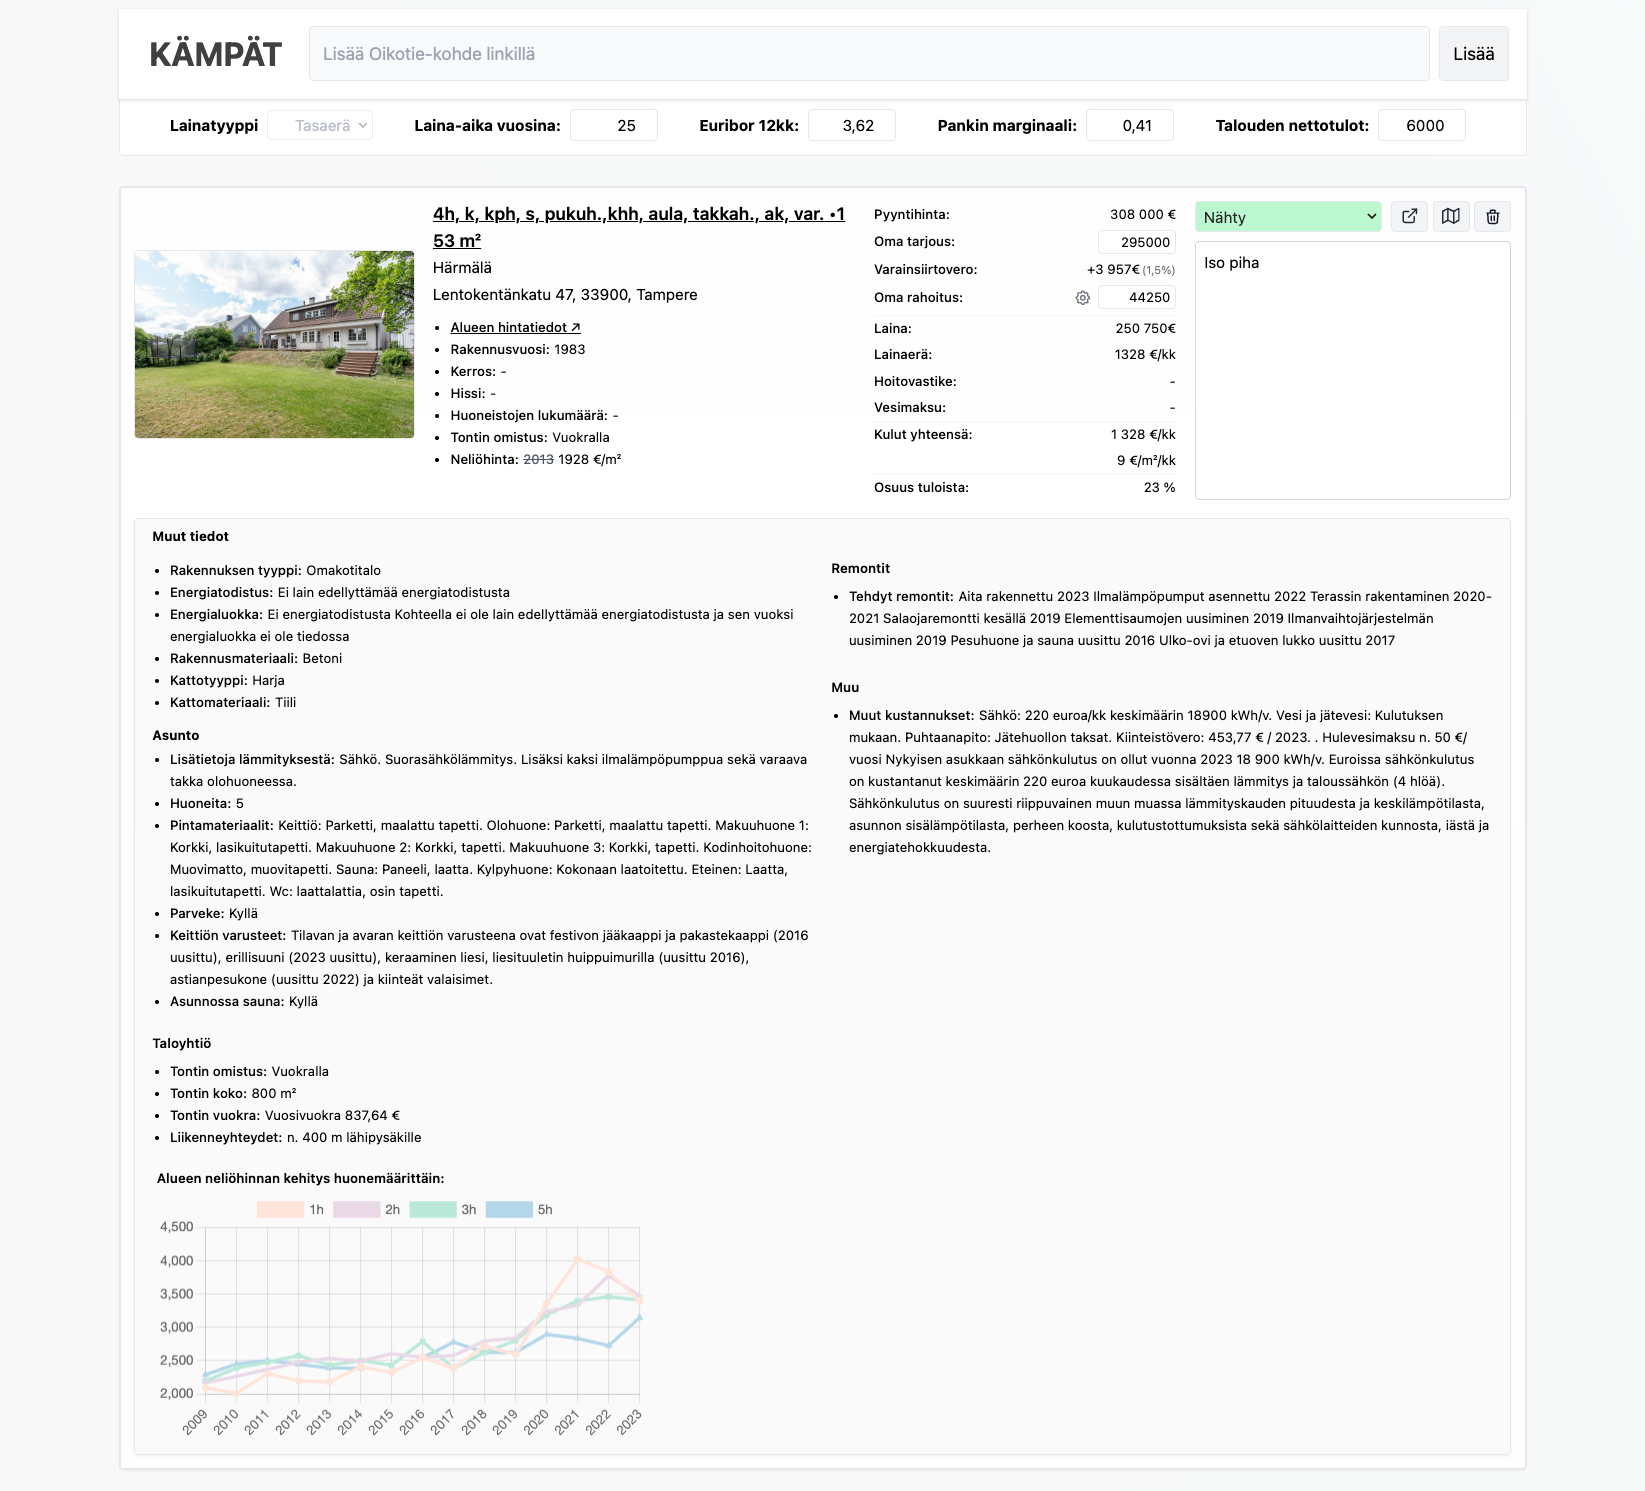 KÄMPÄT
Lisää Oikotie-kohde linkillä
Lisää
Lainatyyppi Tasaerä Laina-aika vuosina: 25 Euribor 12kk: 3,62 Pankin marginaali: 0,41 Talouden nettotulot: 6000
4h, k, kph, s, pukuh.,khh, aula, takkah., ak, var. •1
53 m²
Härmälä
Lentokentänkatu 47, 33900, Tampere
Alueen hintatiedot ↗
Rakennusvuosi: 1983
Kerros: -
Hissi: -
Huoneistojen lukumäärä: -
Tontin omistus: Vuokralla
Neliöhinta: 2013 1928 €/m²
Pyyntihinta: 308 000 €
Oma tarjous: 295000
Varainsiirtovero: +3 957€ (1,5%)
Oma rahoitus: 44250
Laina: 250 750€
Lainaerä: 1328 €/kk
Hoitovastike: -
Vesimaksu: -
Kulut yhteensä: 1 328 €/kk
9 €/m²/kk
Osuus tuloista: 23 %
Nähty
Iso piha
Muut tiedot
Rakennuksen tyyppi: Omakotitalo
Energiatodistus: Ei lain edellyttämää energiatodistusta
Energialuokka: Ei energiatodistusta Kohteella ei ole lain edellyttämää energiatodistusta ja sen vuoksi
energialuokka ei ole tiedossa
Rakennusmateriaali: Betoni
Kattotyyppi: Harja
Kattomateriaali: Tiili
Asunto
Lisätietoja lämmityksestä: Sähkö. Suorasähkölämmitys. Lisäksi kaksi ilmalämpöpumppua sekä varaava
takka olohuoneessa.
Huoneita: 5
Pintamateriaalit: Keittiö: Parketti, maalattu tapetti. Olohuone: Parketti, maalattu tapetti. Makuuhuone 1:
Korkki, lasikuitutapetti. Makuuhuone 2: Korkki, tapetti. Makuuhuone 3: Korkki, tapetti. Kodinhoitohuone:
Muovimatto, muovitapetti. Sauna: Paneeli, laatta. Kylpyhuone: Kokonaan laatoitettu. Eteinen: Laatta,
lasikuitutapetti. Wc: laattalattia, osin tapetti.
Parveke: Kyllä
Keittiön varusteet: Tilavan ja avaran keittiön varusteena ovat festivon jääkaappi ja pakastekaappi (2016
uusittu), erillisuuni (2023 uusittu), keraaminen liesi, liesituuletin huippuimurilla (uusittu 2016),
astianpesukone (uusittu 2022) ja kiinteät valaisimet.
Asunnossa sauna: Kyllä
Taloyhtiö
Tontin omistus: Vuokralla
Tontin koko: 800 m²
Tontin vuokra: Vuosivuokra 837,64 €
Liikenneyhteydet: n. 400 m lähipysäkille
Remontit
Tehdyt remontit: Aita rakennettu 2023 Ilmalämpöpumput asennettu 2022 Terassin rakentaminen 2020-
2021 Salaojaremontti kesällä 2019 Elementtisaumojen uusiminen 2019 Ilmanvaihtojärjestelmän
uusiminen 2019 Pesuhuone ja sauna uusittu 2016 Ulko-ovi ja etuoven lukko uusittu 2017
Muu
Muut kustannukset: Sähkö: 220 euroa/kk keskimäärin 18900 kWh/v. Vesi ja jätevesi: Kulutuksen
mukaan. Puhtaanapito: Jätehuollon taksat. Kiinteistövero: 453,77 € / 2023. . Hulevesimaksu n. 50 €/
vuosi Nykyisen asukkaan sähkönkulutus on ollut vuonna 2023 18 900 kWh/v. Euroissa sähkönkulutus
on kustantanut keskimäärin 220 euroa kuukaudessa sisältäen lämmitys ja taloussähkön (4 hlöä).
Sähkönkulutus on suuresti riippuvainen muun muassa lämmityskauden pituudesta ja keskilämpötilasta,
asunnon sisälämpötilasta, perheen koosta, kulutustottumuksista sekä sähkölaitteiden kunnosta, iästä ja
energiatehokkuudesta.
Alueen neliöhinnan kehitys huonemäärittäin:
1h 2h 3h 5h
4,500
4,000
3,500
3,000
2,500
2,000
2009 2010 2011 2012 2013 2014 2015 2016 2017 2018 2019 2020 2021 2022 2023